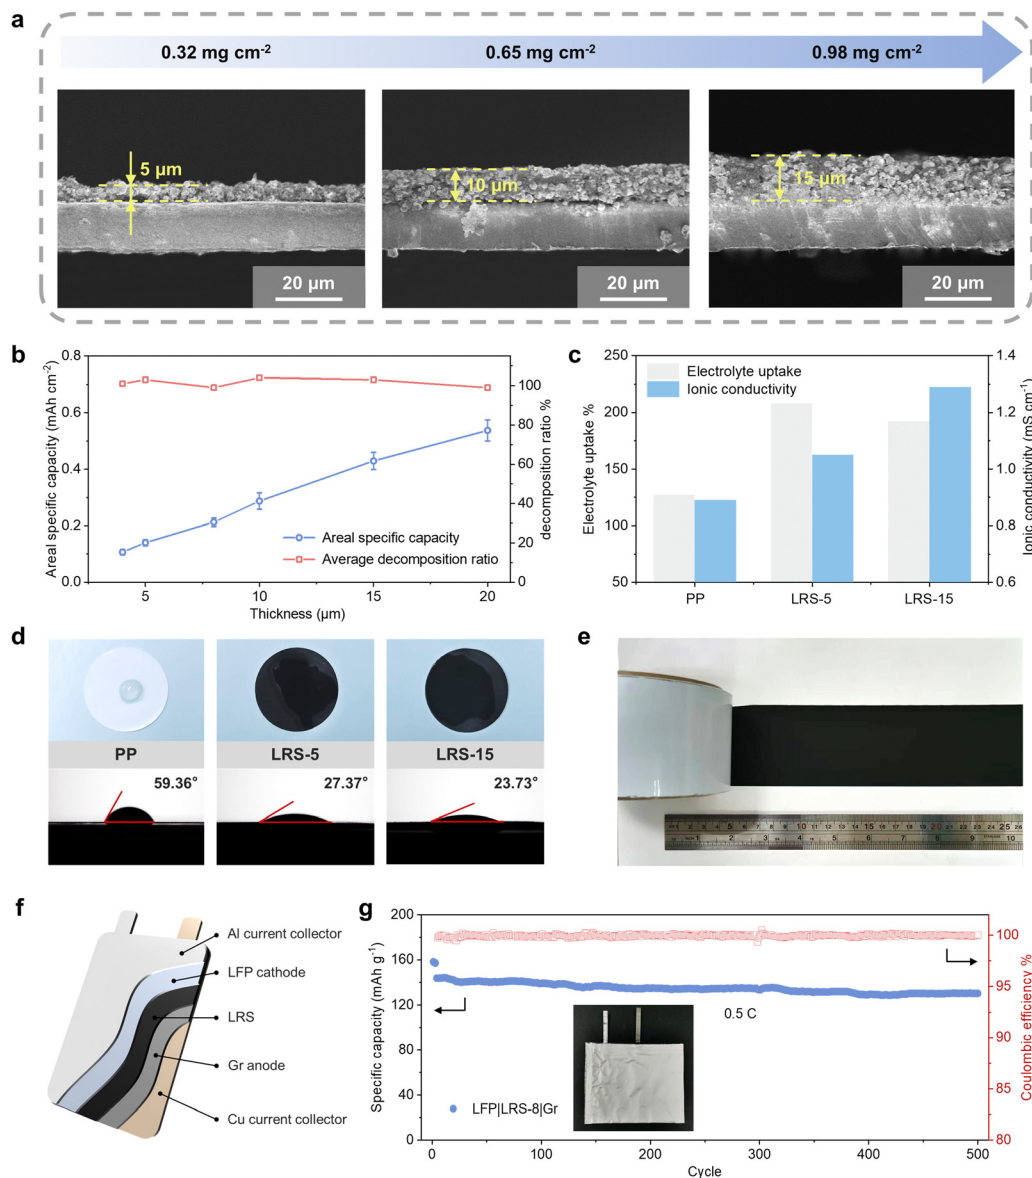 a
0.32 mg cm⁻²
0.65 mg cm⁻²
0.98 mg cm⁻²
5 µm
10 µm
15 µm
20 µm
20 µm
20 µm
b
Areal specific capacity (mAh cm⁻²)
0.8
0.6
0.4
0.2
0.0
100
80
60
40
20
0
decomposition ratio %
Areal specific capacity
Average decomposition ratio
5
10
15
20
Thickness (µm)
c
Electrolyte uptake %
250
200
150
100
50
Electrolyte uptake
Ionic conductivity
1.4
1.2
1.0
0.8
0.6
Ionic conductivity (mS cm⁻¹)
PP
LRS-5
LRS-15
d
PP
LRS-5
LRS-15
59.36°
27.37°
23.73°
e
f
Al current collector
LFP cathode
LRS
Gr anode
Cu current collector
g
Specific capacity (mAh g⁻¹)
200
160
120
80
40
0
100
95
90
85
80
Coulombic efficiency %
0.5 C
LFP|LRS-8|Gr
0
100
200
300
400
500
Cycle